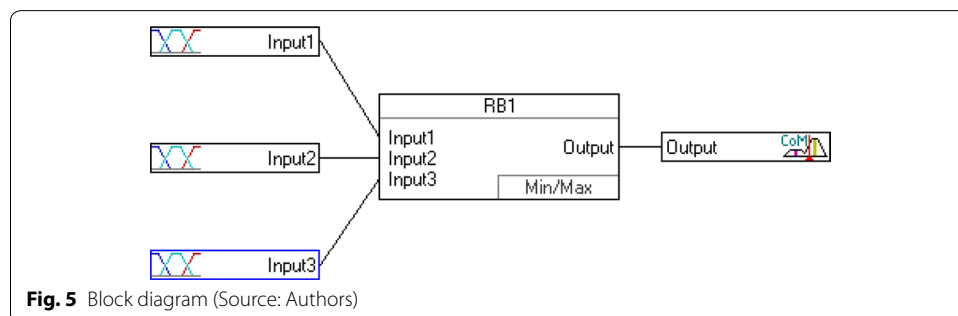 Input1
RB1
Input1
Input2
Input3
Output
Min/Max
Input2
Output
CoM
Input3
Fig. 5 Block diagram (Source: Authors)